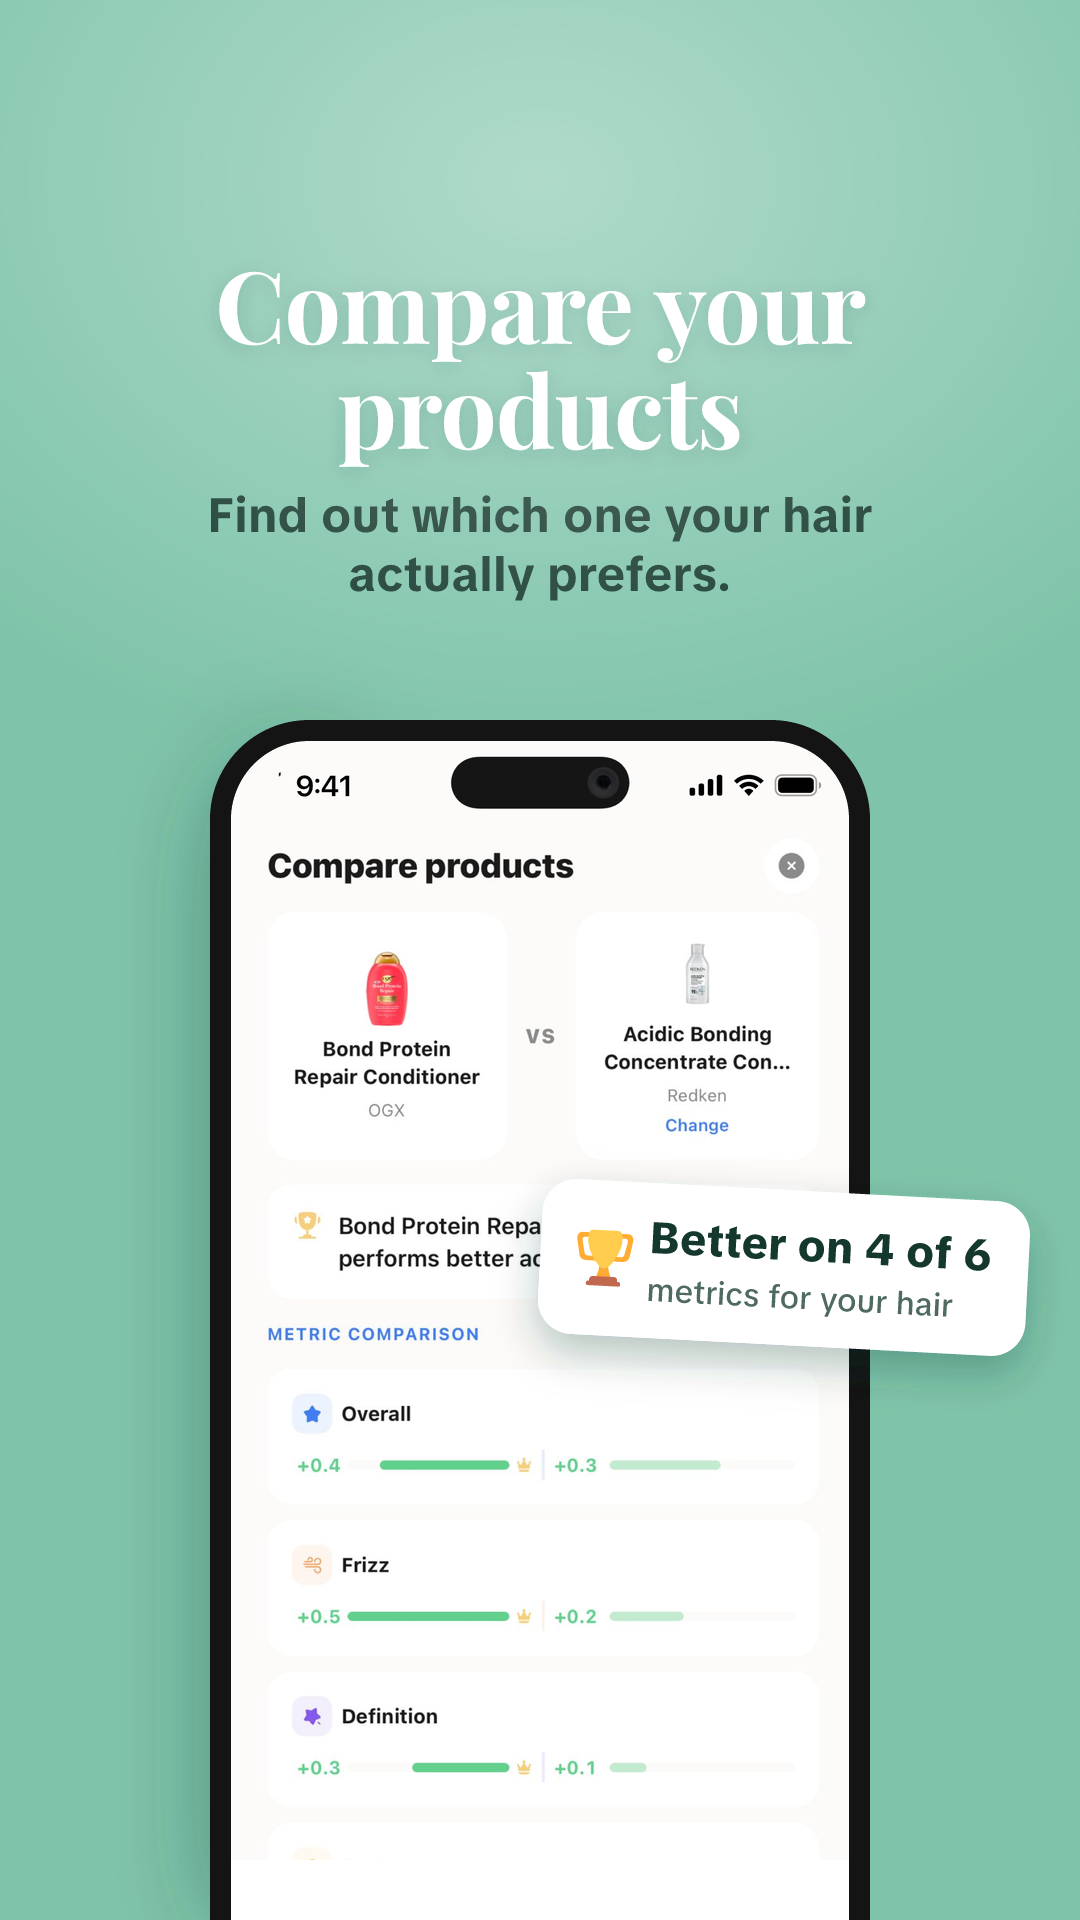 Compare your
products
Find out which one your hair
actually prefers.
9:41
Compare products
Bond Protein
Repair Conditioner
OGX
vs
Acidic Bonding
Concentrate Con...
Redken
Change
Bond Protein Repa
performs better ac
Better on 4 of 6
metrics for your hair
METRIC COMPARISON
Overall
+0.4 +0.3
Frizz
+0.5 +0.2
Definition
+0.3 +0.1